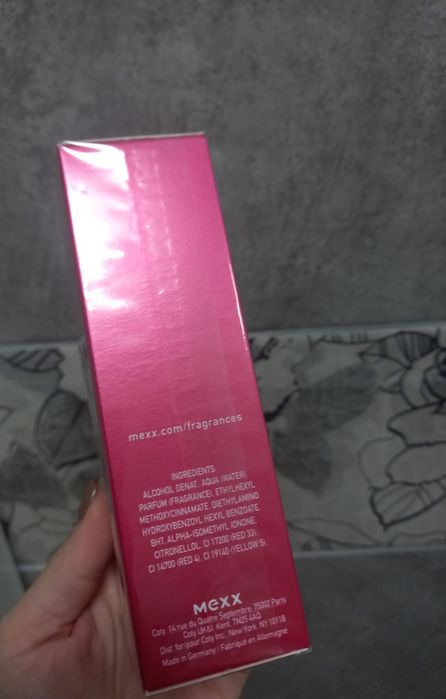 mexx.com/fragrances
INGREDIENTS:
ALCOHOL DENAT., AQUA (WATER),
PARFUM (FRAGRANCE), ETHYLHEXYL
METHOXYCINNAMATE, DIETHYLAMINO
HYDROXYBENZOYL HEXYL BENZOATE,
BHT, ALPHA-ISOMETHYL IONONE,
CITRONELLOL, CI 17200 (RED 33),
CI 14700 (RED 4), CI 19140 (YELLOW 5).
mexx
Coty, 14 rue du Quatre Septembre, 75002 Paris
Coty UK&I, Kent, TN25 4AQ
Dist. for/pour Coty Inc., New York, NY 10118
Made in Germany / Fabriqué en Allemagne